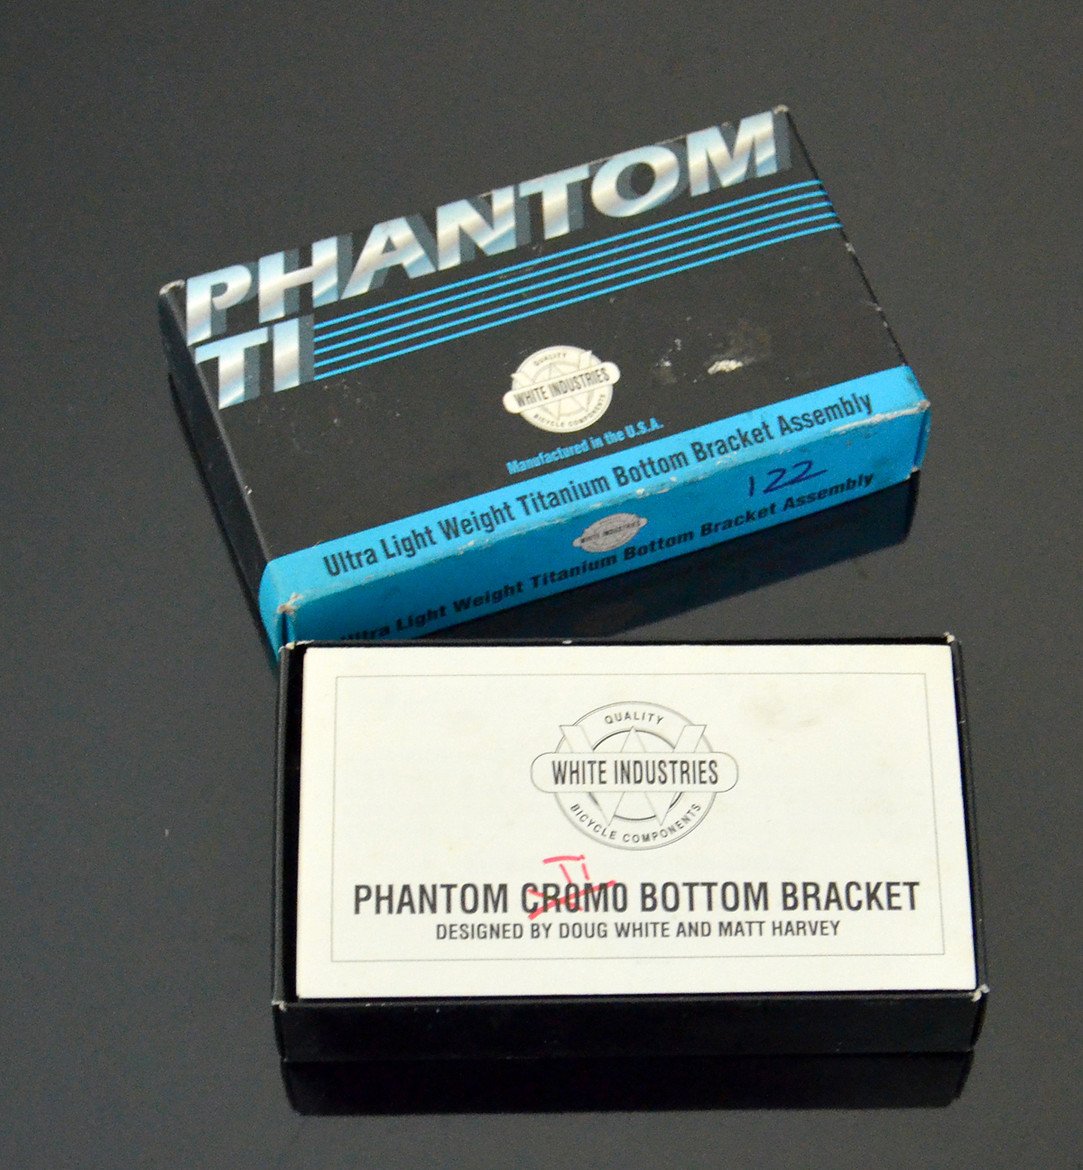 PHANTOM
TI
QUALITY
WHITE INDUSTRIES
BICYCLE COMPONENTS
Manufactured in the U.S.A.
Ultra Light Weight Titanium Bottom Bracket Assembly
122
WHITE INDUSTRIES
Ultra Light Weight Titanium Bottom Bracket Assembly
QUALITY
WHITE INDUSTRIES
BICYCLE COMPONENTS
Ti
PHANTOM CROMO BOTTOM BRACKET
DESIGNED BY DOUG WHITE AND MATT HARVEY